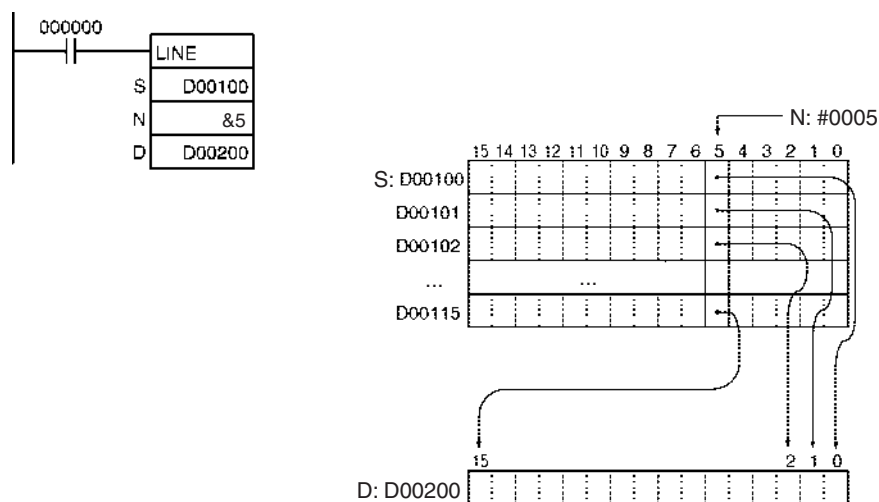 000000
LINE
S D00100
N &5
D D00200
N: #0005
15 14 13 12 11 10 9 8 7 6 5 4 3 2 1 0
S: D00100
D00101
D00102
... ...
D00115
15 2 1 0
D: D00200